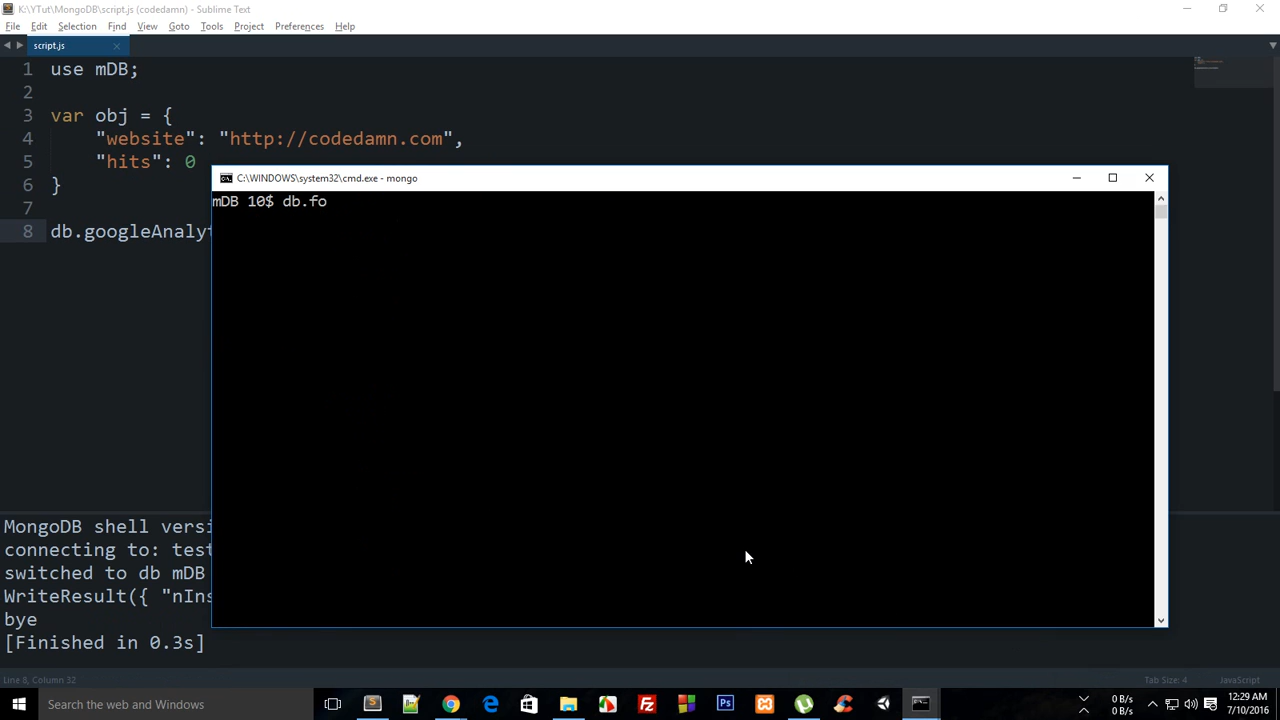 K:\YTut\MongoDB\script.js (codedamn) - Sublime Text
File Edit Selection Find View Goto Tools Project Preferences Help
script.js
1 use mDB;
2
3 var obj = {
4 "website": "http://codedamn.com",
5 "hits": 0
6 }
7
8 db.googleAnaly
C:\WINDOWS\system32\cmd.exe - mongo
mDB 10$ db.fo
MongoDB shell versi
connecting to: test
switched to db mDB
WriteResult({ "nIns
bye
[Finished in 0.3s]
Line 8, Column 32
Tab Size: 4
JavaScript
Search the web and Windows
Ps
0 B/s
0 B/s
12:29 AM
7/10/2016